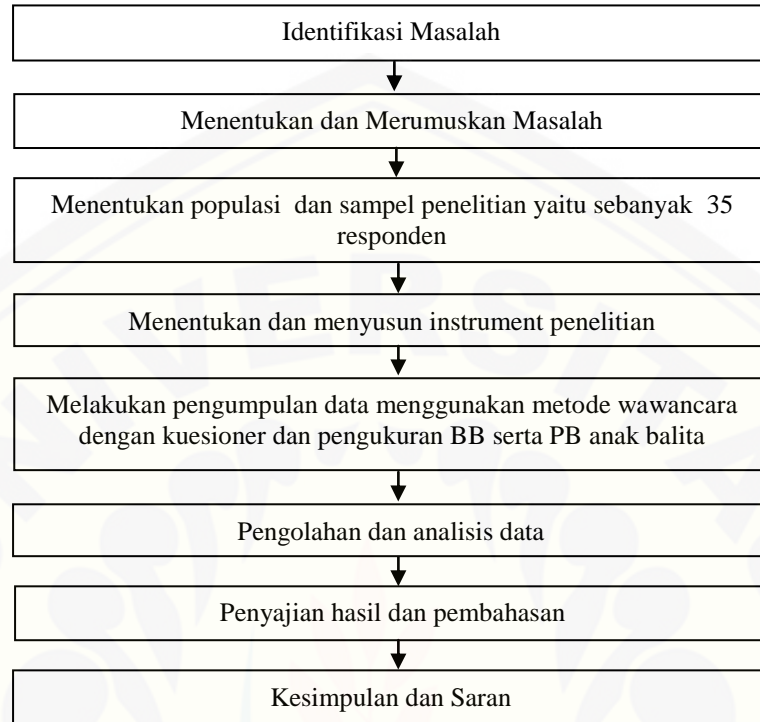 Identifikasi Masalah
Menentukan dan Merumuskan Masalah
Menentukan populasi dan sampel penelitian yaitu sebanyak 35
responden
Menentukan dan menyusun instrument penelitian
Melakukan pengumpulan data menggunakan metode wawancara
dengan kuesioner dan pengukuran BB serta PB anak balita
Pengolahan dan analisis data
Penyajian hasil dan pembahasan
Kesimpulan dan Saran